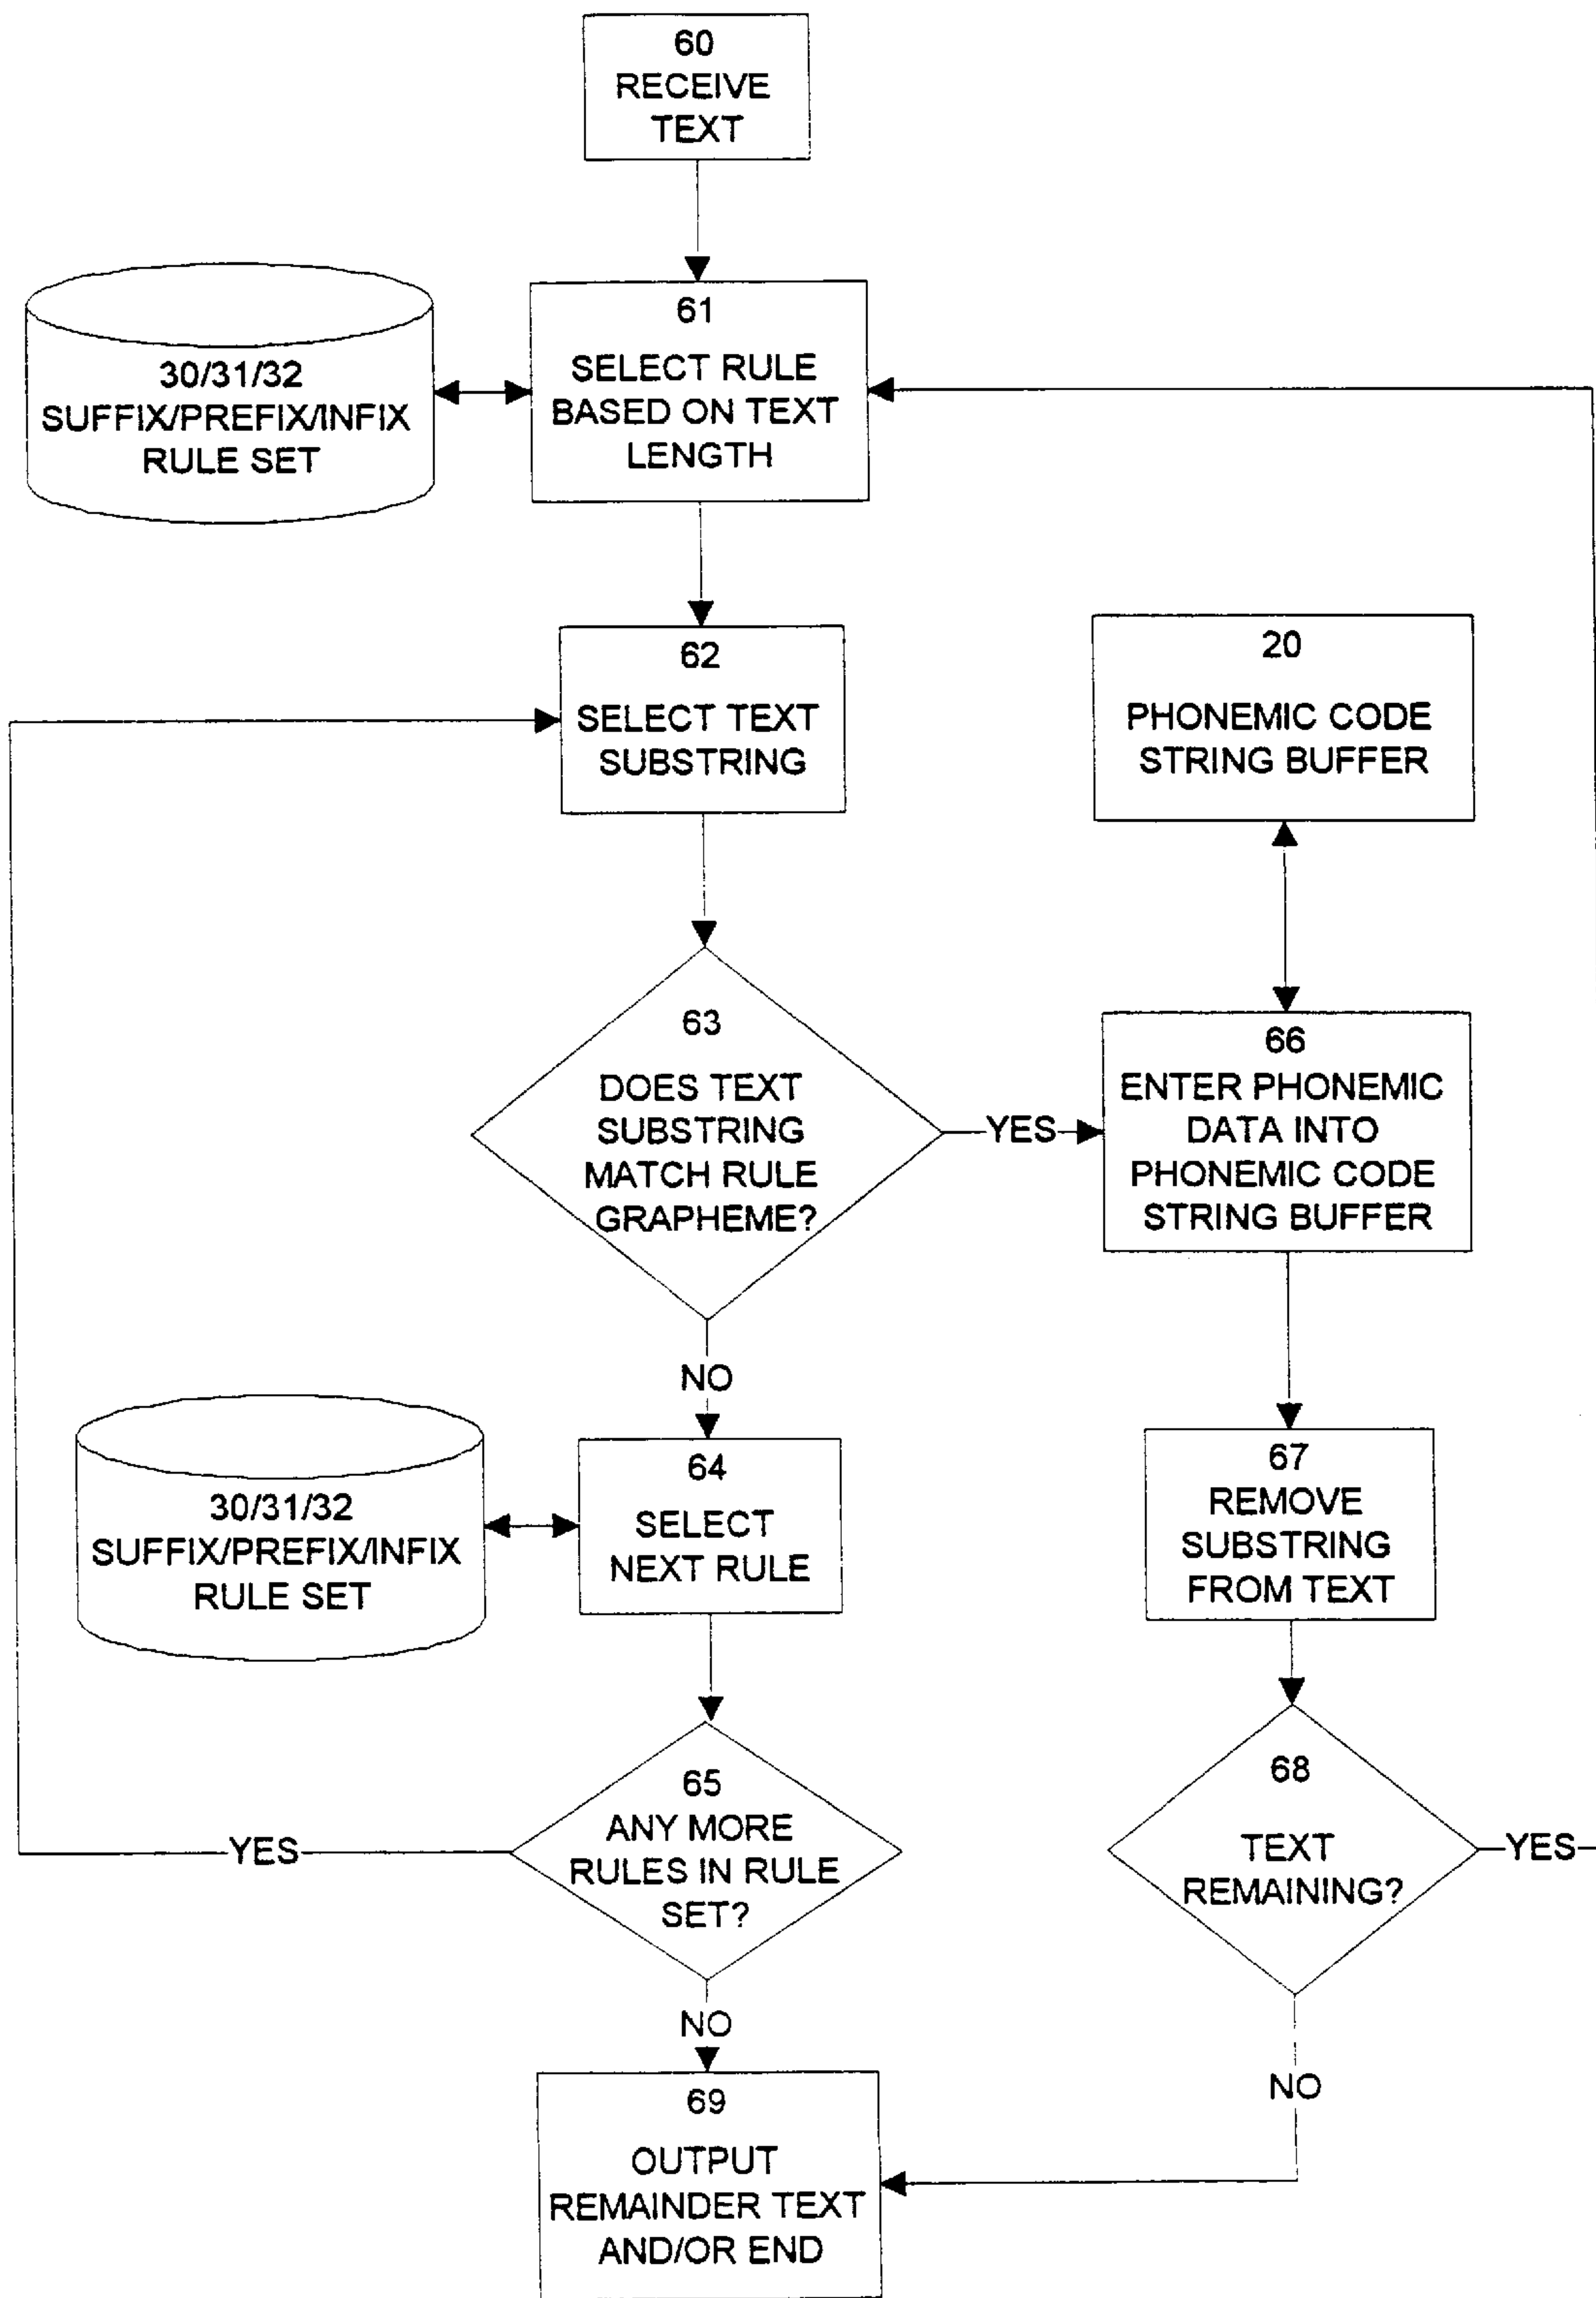 60
RECEIVE
TEXT
61
SELECT RULE
BASED ON TEXT
LENGTH
30/31/32
SUFFIX/PREFIX/INFIX
RULE SET
62
SELECT TEXT
SUBSTRING
20
PHONEMIC CODE
STRING BUFFER
63
DOES TEXT
SUBSTRING
MATCH RULE
GRAPHEME?
YES
66
ENTER PHONEMIC
DATA INTO
PHONEMIC CODE
STRING BUFFER
NO
64
SELECT
NEXT RULE
30/31/32
SUFFIX/PREFIX/INFIX
RULE SET
67
REMOVE
SUBSTRING
FROM TEXT
65
ANY MORE
RULES IN RULE
SET?
YES
68
TEXT
REMAINING?
YES
NO
NO
69
OUTPUT
REMAINDER TEXT
AND/OR END